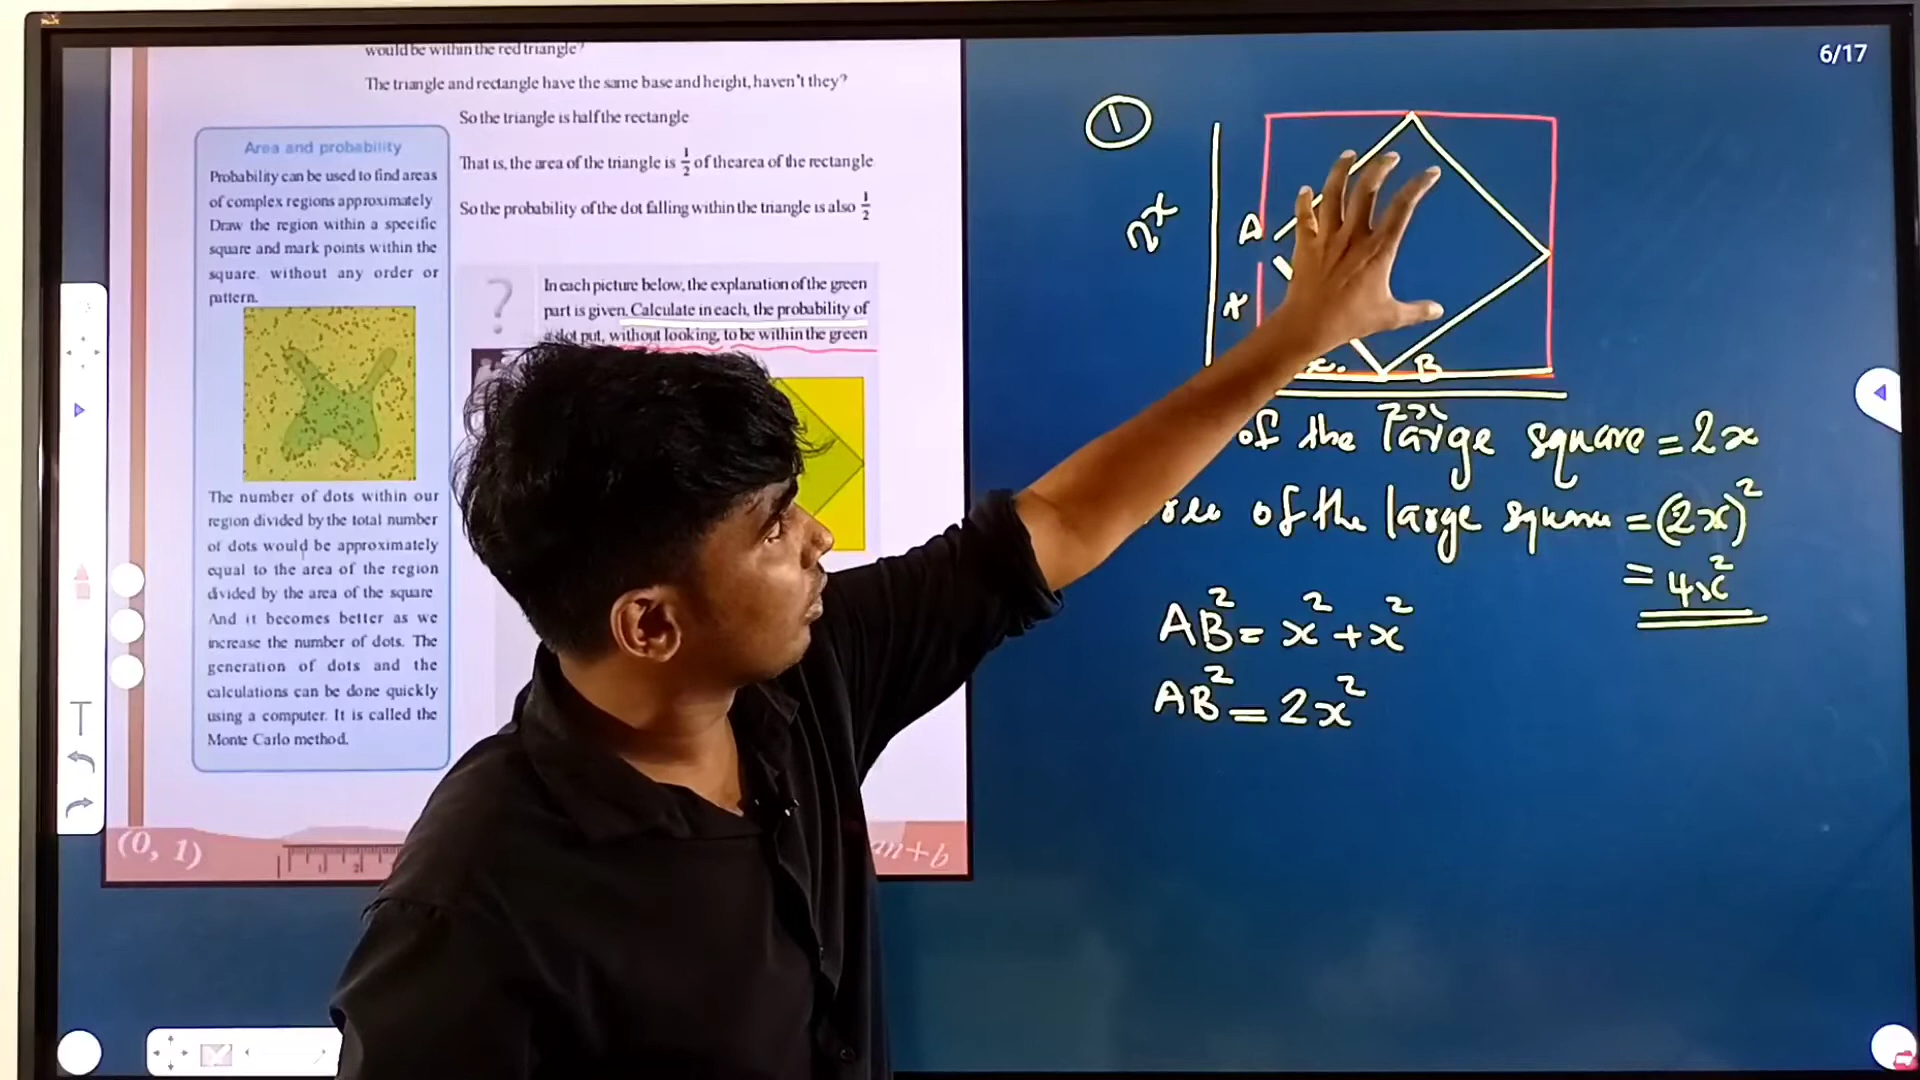 would be within the red triangle?
The triangle and rectangle have the same base and height, haven't they?
So the triangle is half the rectangle
That is, the area of the triangle is 1/2 of thearea of the rectangle
So the probability of the dot falling within the triangle is also 1/2
Area and probability
Probability can be used to find areas
of complex regions approximately
Draw the region within a specific
square and mark points within the
square. without any order or
pattern.
The number of dots within our
region divided by the total number
of dots would be approximately
equal to the area of the region
divided by the area of the square
And it becomes better as we
increase the number of dots. The
generation of dots and the
calculations can be done quickly
using a computer. It is called the
Monte Carlo method.
?
In each picture below, the explanation of the green
part is given. Calculate in each, the probability of
a dot put, without looking, to be within the green
(0, 1)
an+b
T
6/17
1
2x
A
x
x.
B
2x
of the large square = 2x
of the large square = (2x)²
= 4x²
AB² = x² + x²
AB² = 2x²